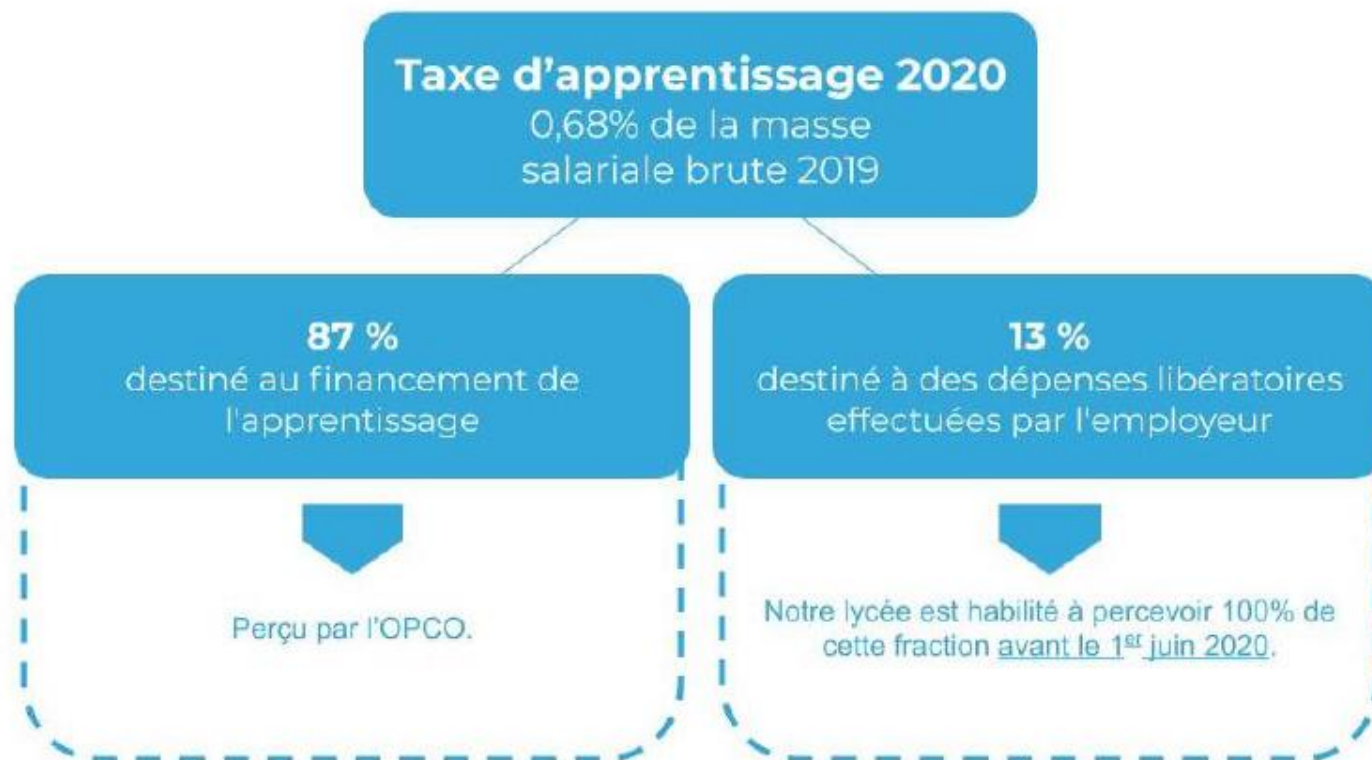 Taxe d'apprentissage 2020
0,68% de la masse
salariale brute 2019
87 %
destiné au financement de
l'apprentissage
13 %
destiné à des dépenses libératoires
effectuées par l'employeur
Perçu par l'OPCO.
Notre lycée est habilité à percevoir 100% de
cette fraction avant le 1er juin 2020.